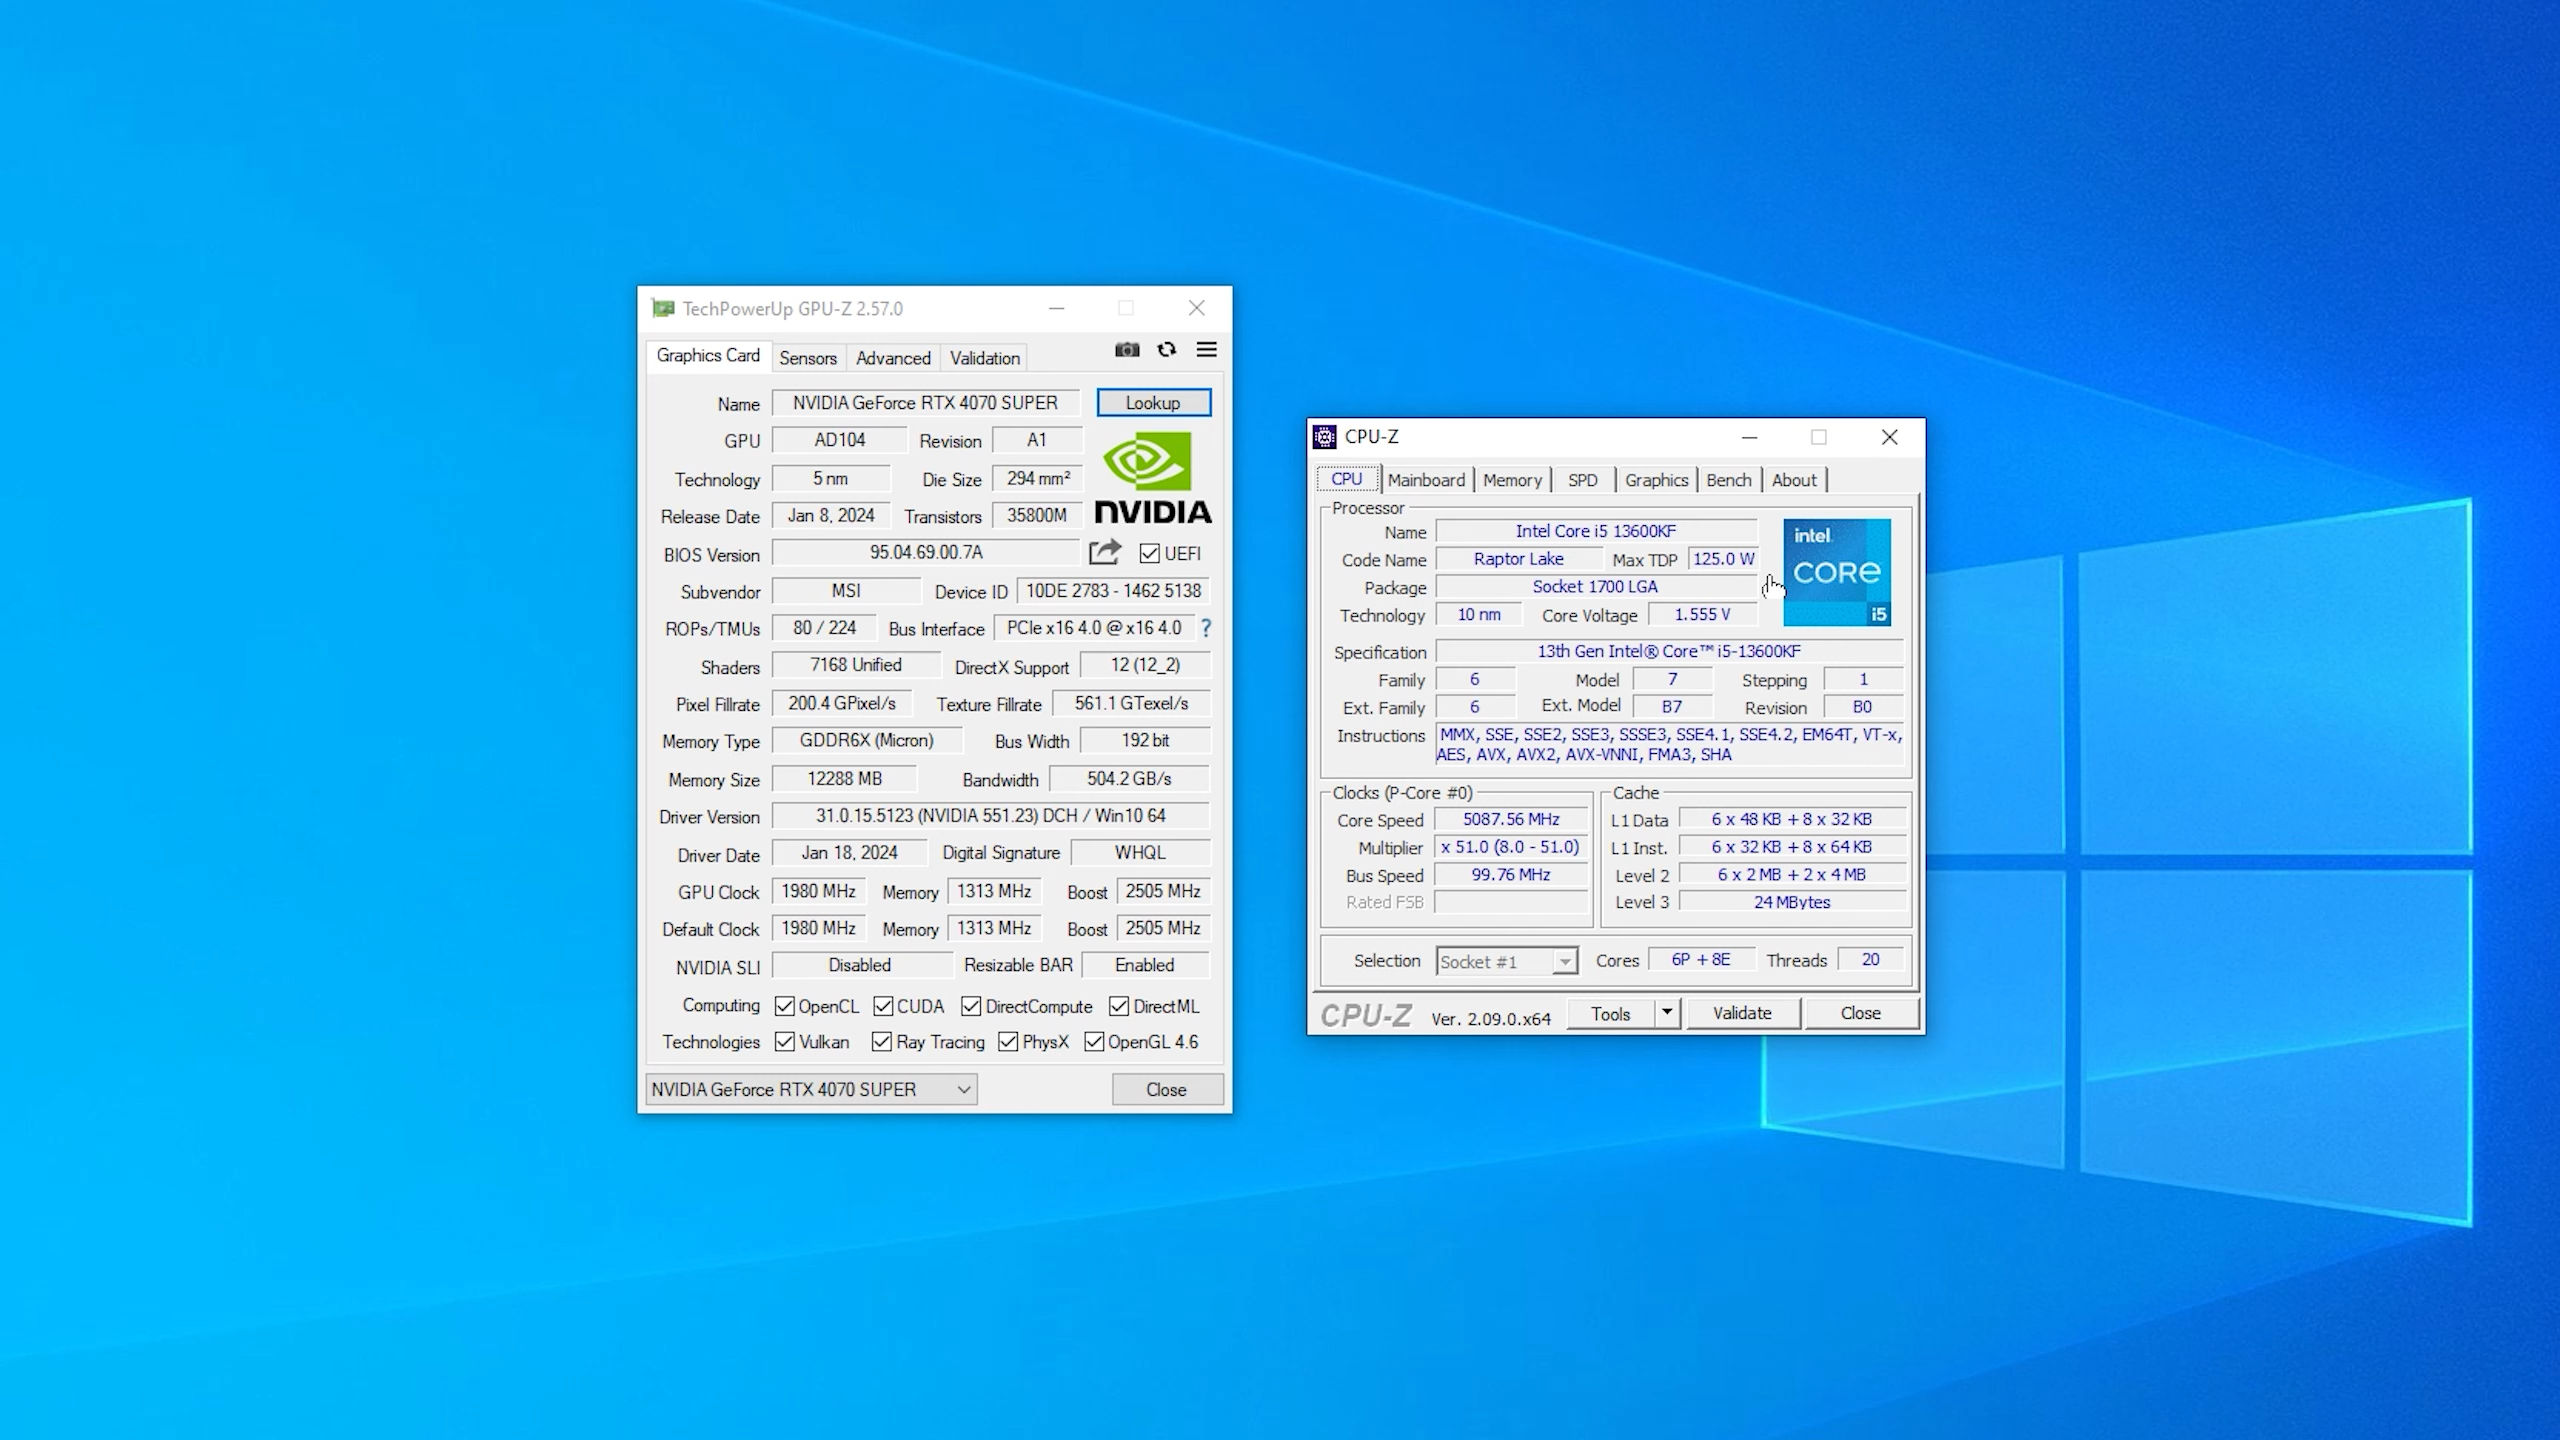 TechPowerUp GPU-Z 2.57.0
Graphics Card Sensors Advanced Validation
Name NVIDIA GeForce RTX 4070 SUPER Lookup
GPU AD104 Revision A1
Technology 5 nm Die Size 294 mm²
Release Date Jan 8, 2024 Transistors 35800M
NVIDIA
BIOS Version 95.04.69.00.7A UEFI
Subvendor MSI Device ID 10DE 2783 - 1462 5138
ROPs/TMUs 80 / 224 Bus Interface PCIe x16 4.0 @ x16 4.0 ?
Shaders 7168 Unified DirectX Support 12 (12_2)
Pixel Fillrate 200.4 GPixel/s Texture Fillrate 561.1 GTexel/s
Memory Type GDDR6X (Micron) Bus Width 192 bit
Memory Size 12288 MB Bandwidth 504.2 GB/s
Driver Version 31.0.15.5123 (NVIDIA 551.23) DCH / Win10 64
Driver Date Jan 18, 2024 Digital Signature WHQL
GPU Clock 1980 MHz Memory 1313 MHz Boost 2505 MHz
Default Clock 1980 MHz Memory 1313 MHz Boost 2505 MHz
NVIDIA SLI Disabled Resizable BAR Enabled
Computing OpenCL CUDA DirectCompute DirectML
Technologies Vulkan Ray Tracing PhysX OpenGL 4.6
NVIDIA GeForce RTX 4070 SUPER Close
CPU-Z
CPU Mainboard Memory SPD Graphics Bench About
Processor
Name Intel Core i5 13600KF
Code Name Raptor Lake Max TDP 125.0 W
Package Socket 1700 LGA
Technology 10 nm Core Voltage 1.555 V
intel
CORE
i5
Specification 13th Gen Intel® Core™ i5-13600KF
Family 6 Model 7 Stepping 1
Ext. Family 6 Ext. Model B7 Revision B0
Instructions MMX, SSE, SSE2, SSE3, SSSE3, SSE4.1, SSE4.2, EM64T, VT-x,
AES, AVX, AVX2, AVX-VNNI, FMA3, SHA
Clocks (P-Core #0)
Core Speed 5087.56 MHz
Multiplier x 51.0 (8.0 - 51.0)
Bus Speed 99.76 MHz
Rated FSB
Cache
L1 Data 6 x 48 KB + 8 x 32 KB
L1 Inst. 6 x 32 KB + 8 x 64 KB
Level 2 6 x 2 MB + 2 x 4 MB
Level 3 24 MBytes
Selection Socket #1 Cores 6P + 8E Threads 20
CPU-Z Ver. 2.09.0.x64 Tools Validate Close